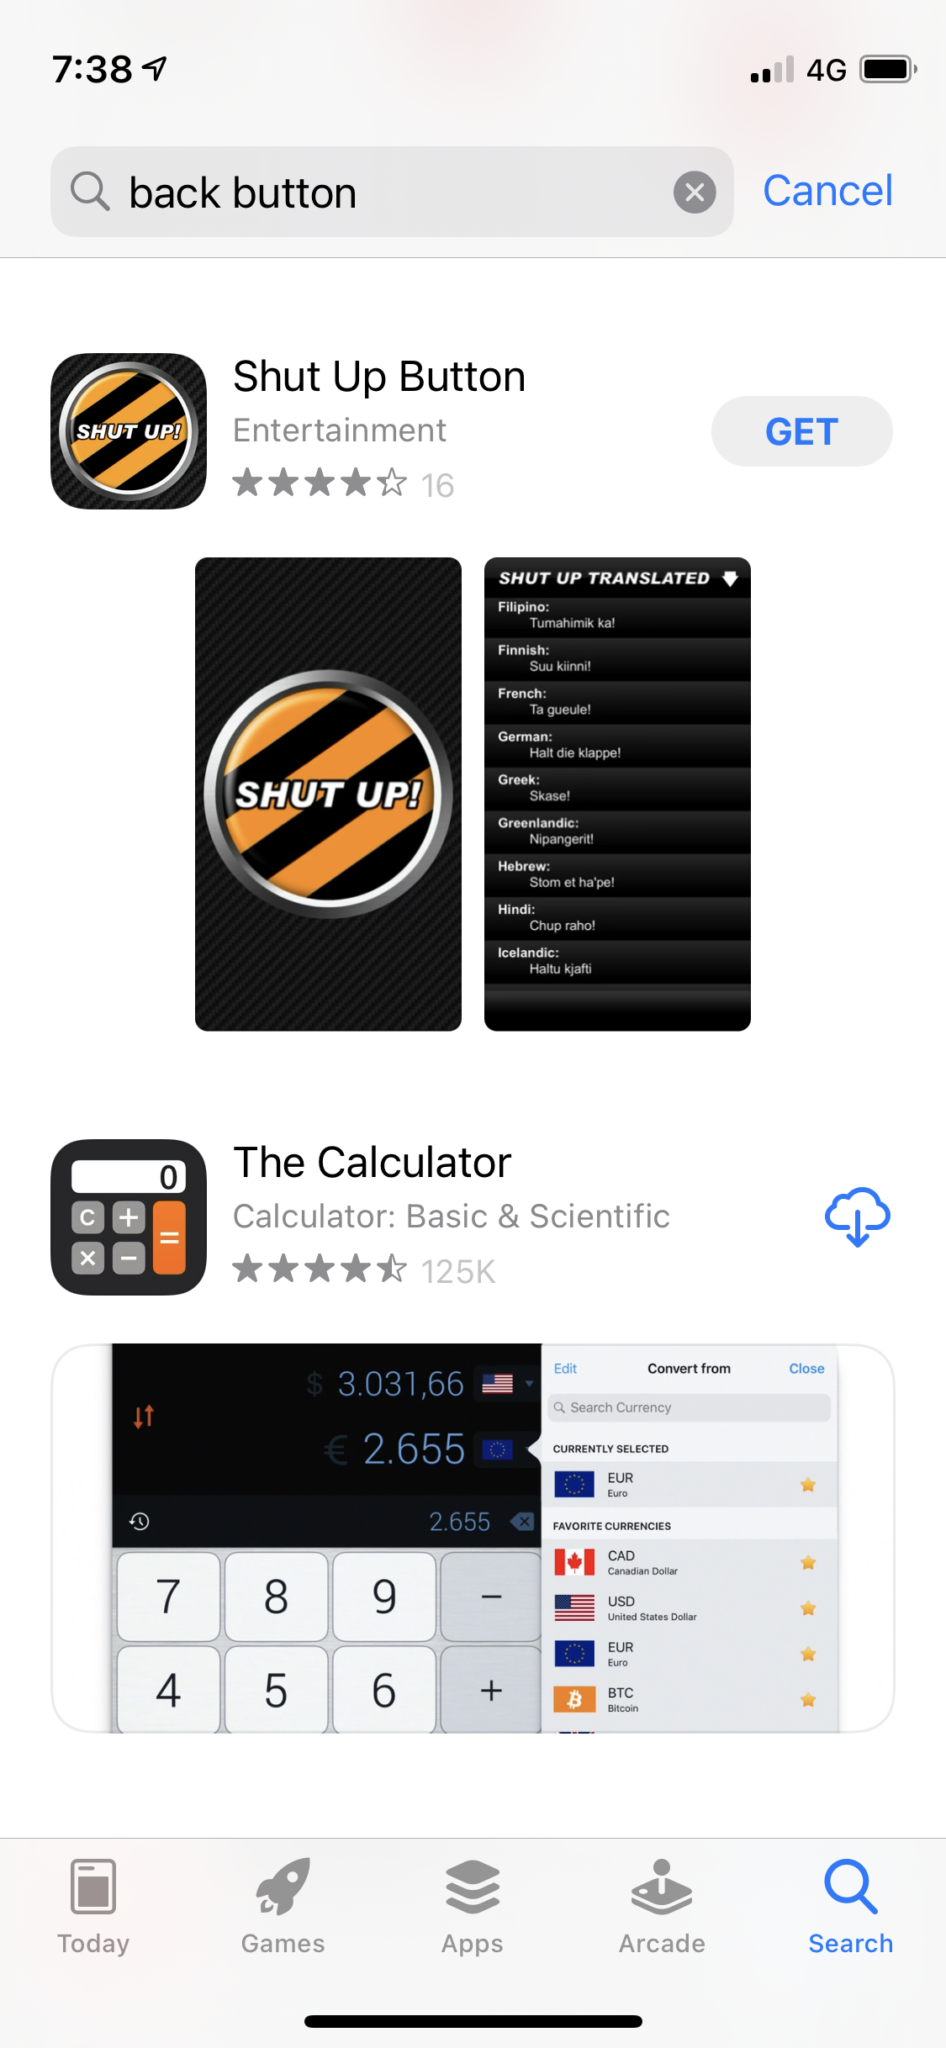 7:38
4G
back button
Cancel
SHUT UP!
Shut Up Button
Entertainment
16
GET
SHUT UP!
SHUT UP TRANSLATED
Filipino:
Tumahimik ka!
Finnish:
Suu kiinni!
French:
Ta gueule!
German:
Halt die klappe!
Greek:
Skase!
Greenlandic:
Nipangerit!
Hebrew:
Stom et ha'pe!
Hindi:
Chup raho!
Icelandic:
Haltu kjafti
0
C +
=
× −
The Calculator
Calculator: Basic & Scientific
125K
$ 3.031,66
€ 2.655
2.655
7 8 9 −
4 5 6 +
Edit Convert from Close
Search Currency
CURRENTLY SELECTED
EUR
Euro
FAVORITE CURRENCIES
CAD
Canadian Dollar
USD
United States Dollar
EUR
Euro
BTC
Bitcoin
Today Games Apps Arcade Search